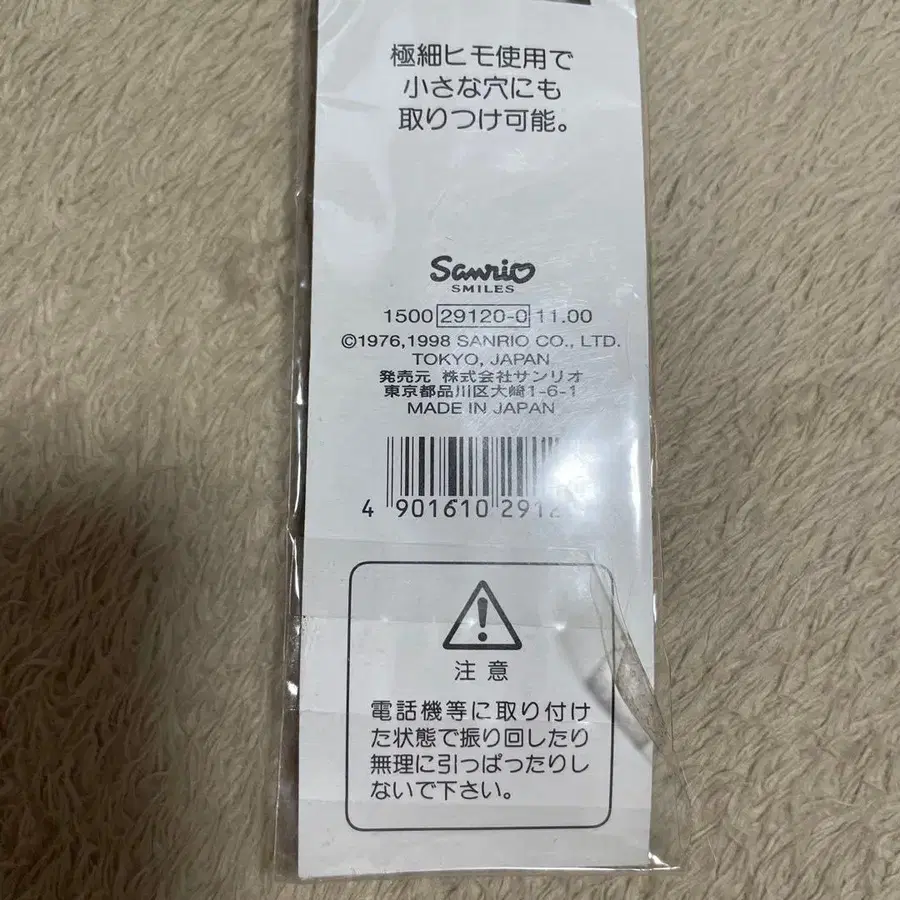 極細ヒモ使用で
小さな穴にも
取りつけ可能。
Sanrio
SMILES
1500 29120-0 11.00
©1976,1998 SANRIO CO., LTD.
TOKYO, JAPAN
発売元 株式会社サンリオ
東京都品川区大崎1-6-1
MADE IN JAPAN
4 901610 2912
注意
電話機等に取り付け
た状態で振り回したり
無理に引っぱったりし
ないで下さい。